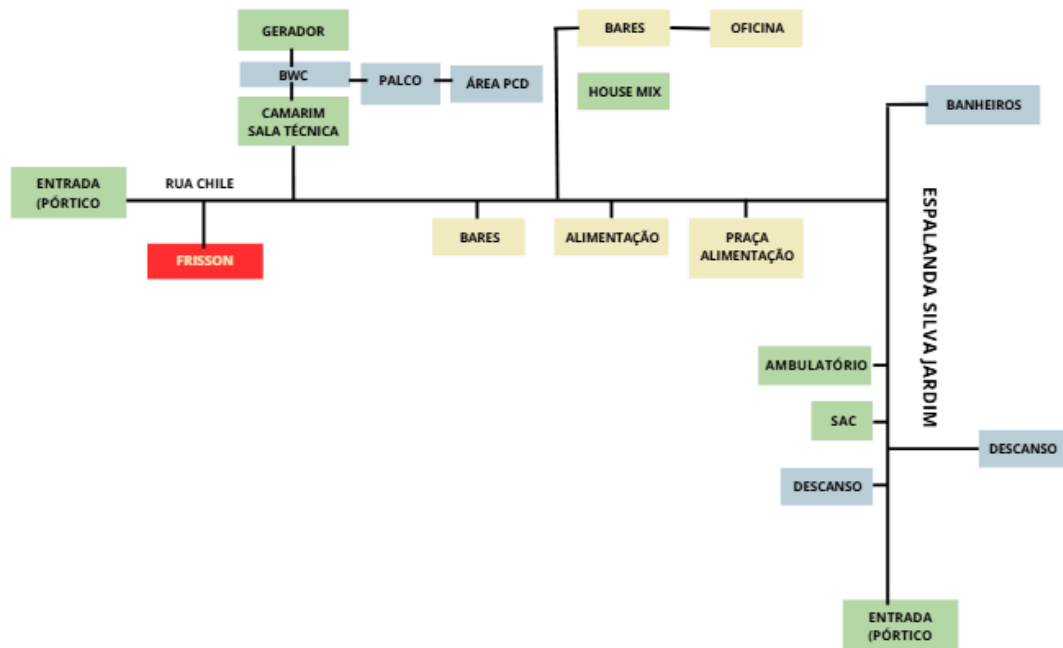 GERADOR
BWC
PALCO
ÁREA PCD
CAMARIM
SALA TÉCNICA
BARES
OFICINA
HOUSE MIX
BANHEIROS
ENTRADA
(PÓRTICO
RUA CHILE
FRISSON
BARES
ALIMENTAÇÃO
PRAÇA
ALIMENTAÇÃO
ESPALANDA SILVA JARDIM
AMBULATÓRIO
SAC
DESCANSO
DESCANSO
ENTRADA
(PÓRTICO